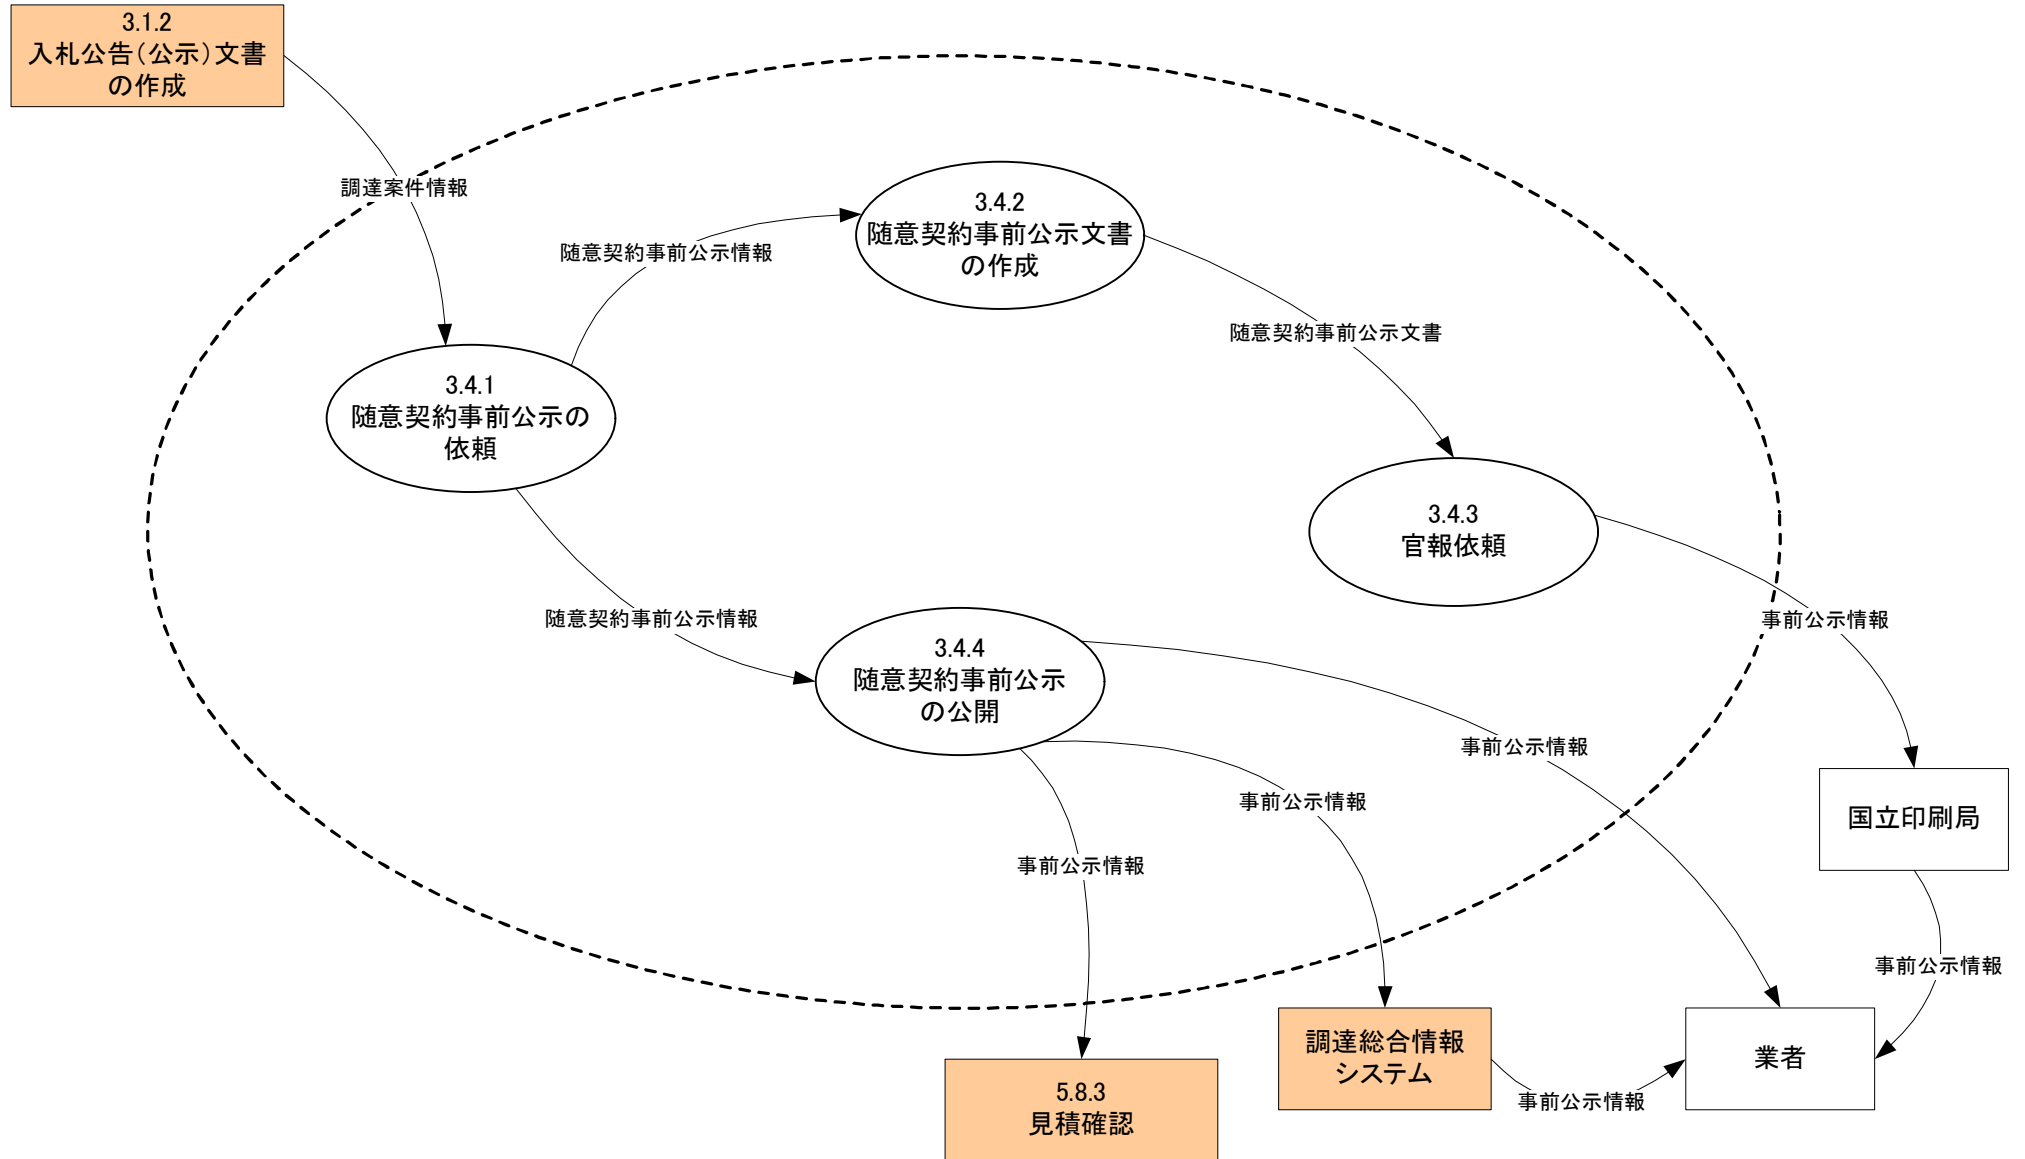 3.1.2
入札公告（公示）文書
の作成
調達案件情報
3.4.2
随意契約事前公示文書
の作成
随意契約事前公示情報
随意契約事前公示文書
3.4.1
随意契約事前公示の
依頼
3.4.3
官報依頼
随意契約事前公示情報
事前公示情報
3.4.4
随意契約事前公示
の公開
事前公示情報
事前公示情報
国立印刷局
事前公示情報
事前公示情報
調達総合情報
システム
業者
5.8.3
見積確認
事前公示情報